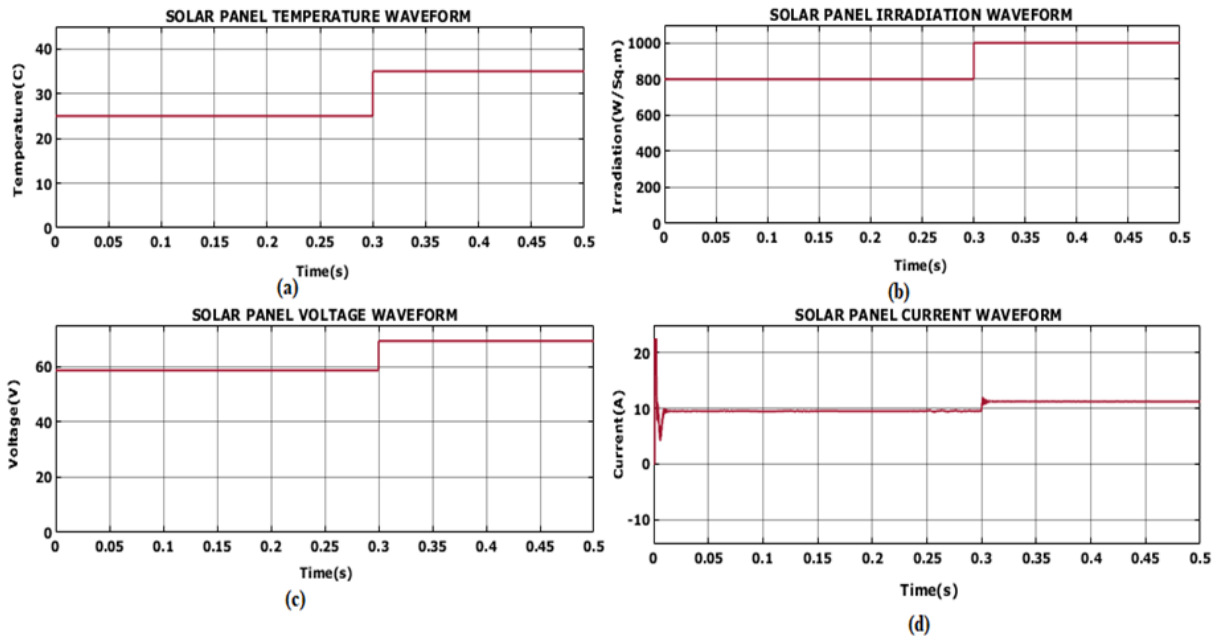 SOLAR PANEL TEMPERATURE WAVEFORM
Temperature(C)
40
30
20
10
0
0 0.05 0.1 0.15 0.2 0.25 0.3 0.35 0.4 0.45 0.5
Time(s)
(a)
SOLAR PANEL IRRADIATION WAVEFORM
Irradiation(W/Sq.m)
1000
800
600
400
200
0
0 0.05 0.1 0.15 0.2 0.25 0.3 0.35 0.4 0.45 0.5
Time(s)
(b)
SOLAR PANEL VOLTAGE WAVEFORM
Voltage(V)
60
40
20
0
0 0.05 0.1 0.15 0.2 0.25 0.3 0.35 0.4 0.45 0.5
Time(s)
(c)
SOLAR PANEL CURRENT WAVEFORM
Current(A)
20
10
0
-10
0 0.05 0.1 0.15 0.2 0.25 0.3 0.35 0.4 0.45 0.5
Time(s)
(d)